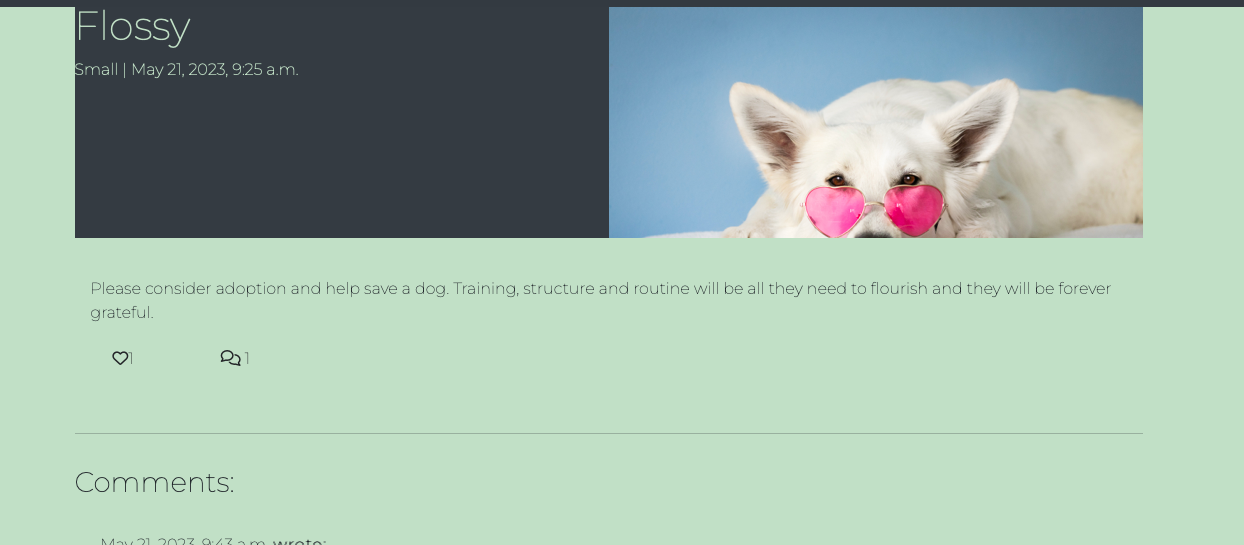 Flossy
Small | May 21, 2023, 9:25 a.m.
Please consider adoption and help save a dog. Training, structure and routine will be all they need to flourish and they will be forever
grateful.
1 1
Comments:
May 21, 2023, 9:43 a.m. wrote: